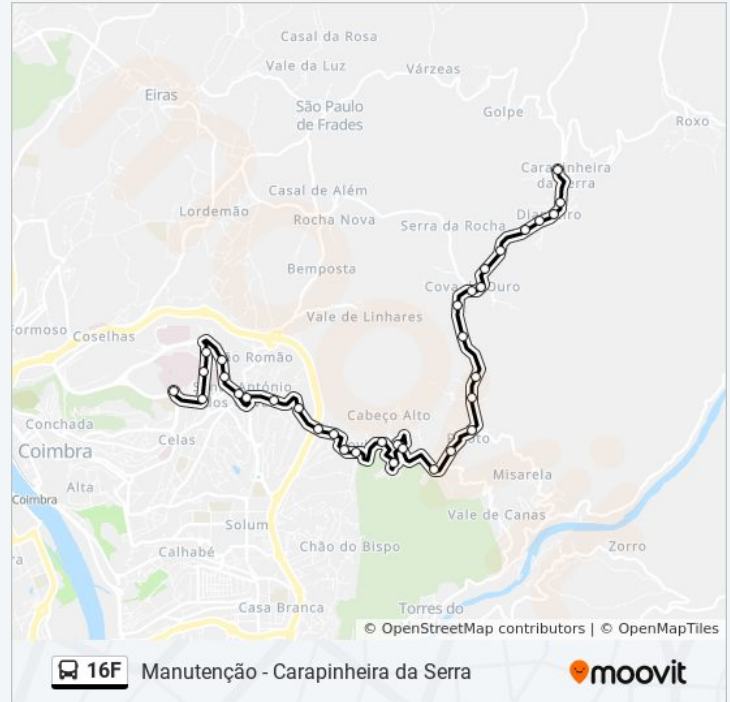 Casal da Rosa
Vale da Luz
Várzeas
Eiras
São Paulo
de Frades
Golpe
Roxo
Carapinheira
da Serra
Casal de Além
Lordemão
Rocha Nova
Serra da Rocha
Dianteiro
Bemposta
Cova do Ouro
Vale de Linhares
Formoso
Coselhas
São Romão
Santo António
dos Olivais
Cabeço Alto
Conchada
Celas
Coimbra
Misarela
Alta
Coimbra
Vale de Canas
Solum
Chão do Bispo
Zorro
Calhabé
Casa Branca
Torres do
© OpenStreetMap contributors | © OpenMapTiles
16F Manutenção - Carapinheira da Serra
moovit